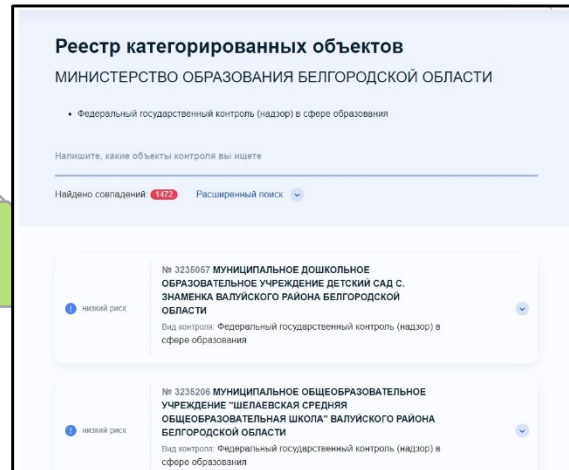 Реестр категорированных объектов
МИНИСТЕРСТВО ОБРАЗОВАНИЯ БЕЛГОРОДСКОЙ ОБЛАСТИ
• Федеральный государственный контроль (надзор) в сфере образования
Напишите, какие объекты контроля вы ищете
Найдено совпадений: 1472 Расширенный поиск
№ 3235057 МУНИЦИПАЛЬНОЕ ДОШКОЛЬНОЕ
ОБРАЗОВАТЕЛЬНОЕ УЧРЕЖДЕНИЕ ДЕТСКИЙ САД С.
ЗНАМЕНКА ВАЛУЙСКОГО РАЙОНА БЕЛГОРОДСКОЙ
ОБЛАСТИ
низкий риск
Вид контроля: Федеральный государственный контроль (надзор) в
сфере образования
№ 3235206 МУНИЦИПАЛЬНОЕ ОБЩЕОБРАЗОВАТЕЛЬНОЕ
УЧРЕЖДЕНИЕ "ШЕЛАЕВСКАЯ СРЕДНЯЯ
ОБЩЕОБРАЗОВАТЕЛЬНАЯ ШКОЛА" ВАЛУЙСКОГО РАЙОНА
БЕЛГОРОДСКОЙ ОБЛАСТИ
низкий риск
Вид контроля: Федеральный государственный контроль (надзор) в
сфере образования